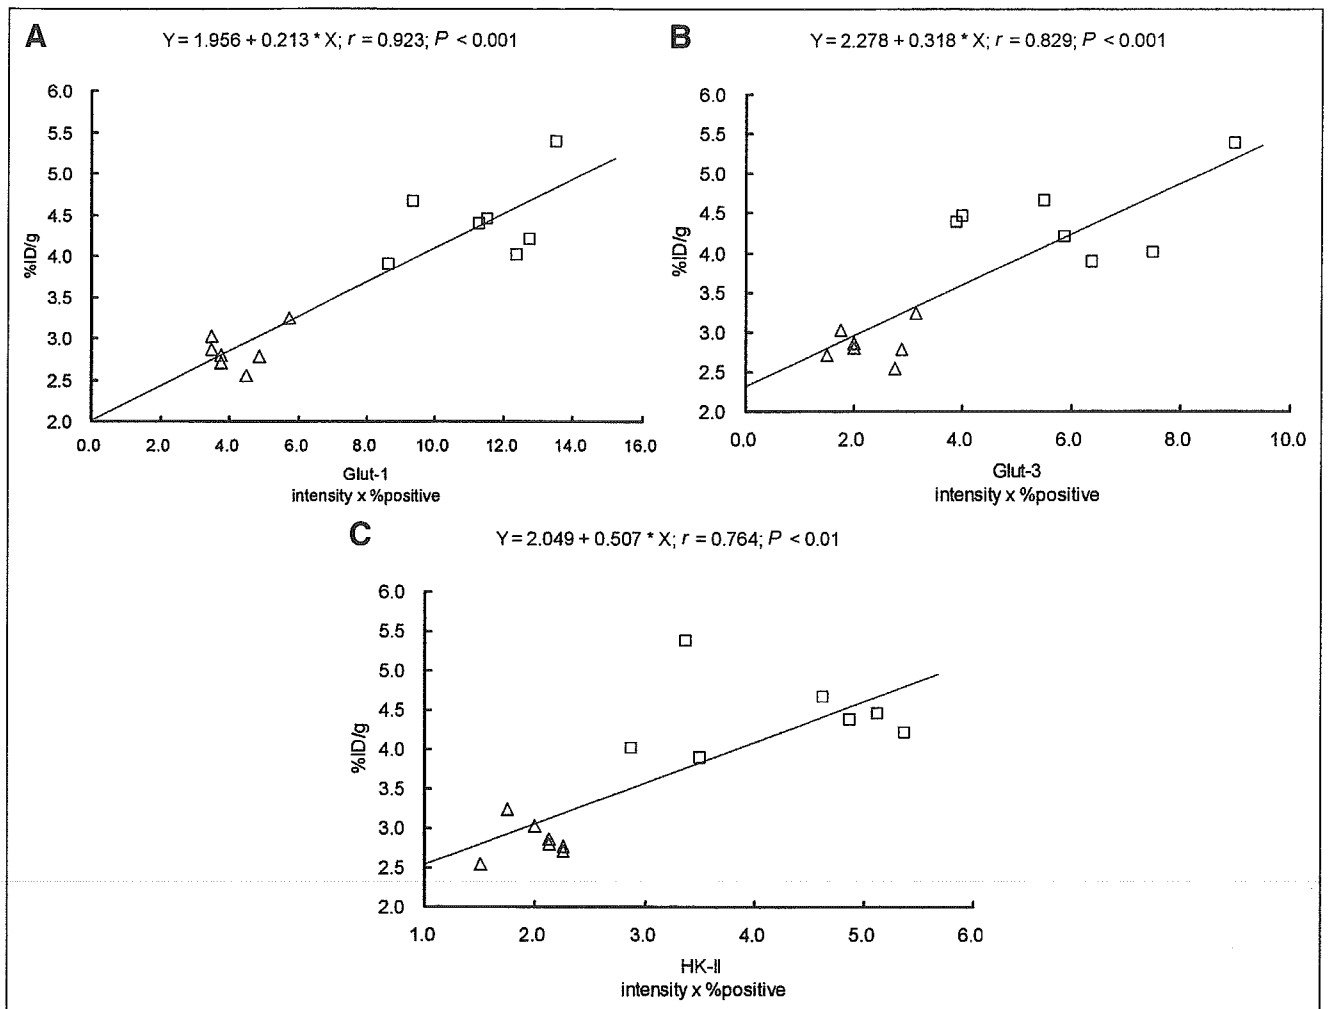 A
Y = 1.956 + 0.213 * X; r = 0.923; P < 0.001
6.0
5.5
5.0
4.5
4.0
3.5
3.0
2.5
2.0
%ID/g
0.0 2.0 4.0 6.0 8.0 10.0 12.0 14.0 16.0
Glut-1
intensity x %positive
B
Y = 2.278 + 0.318 * X; r = 0.829; P < 0.001
6.0
5.5
5.0
4.5
4.0
3.5
3.0
2.5
2.0
%ID/g
0.0 2.0 4.0 6.0 8.0 10.0
Glut-3
intensity x %positive
C
Y = 2.049 + 0.507 * X; r = 0.764; P < 0.01
6.0
5.5
5.0
4.5
4.0
3.5
3.0
2.5
2.0
%ID/g
1.0 2.0 3.0 4.0 5.0 6.0
HK-II
intensity x %positive